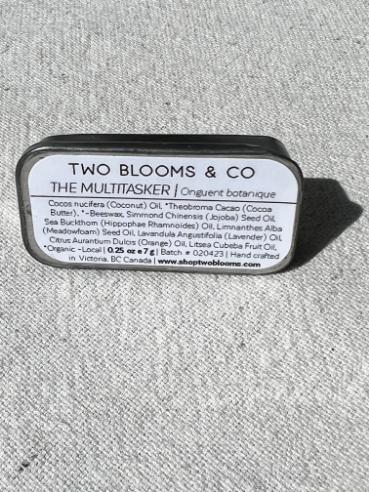 TWO BLOOMS & CO
THE MULTITASKER | Onguent botanique
Cocos nucifera (Coconut) Oil, *Theobroma Cacao (Cocoa
Butter), *~Beeswax, Simmond Chinensis (Jojoba) Seed Oil,
Sea Buckthorn (Hippophae Rhamnoides) Oil, Limnanthes Alba
(Meadowfoam) Seed Oil, Lavandula Angustifolia (Lavender) Oil,
Citrus Aurantium Dulcis (Orange) Oil, Litsea Cubeba Fruit Oil,
*Organic ~Local | 0.25 oz e 7 g | Batch # 020423 | Hand crafted
in Victoria, BC Canada | www.shoptwoblooms.com